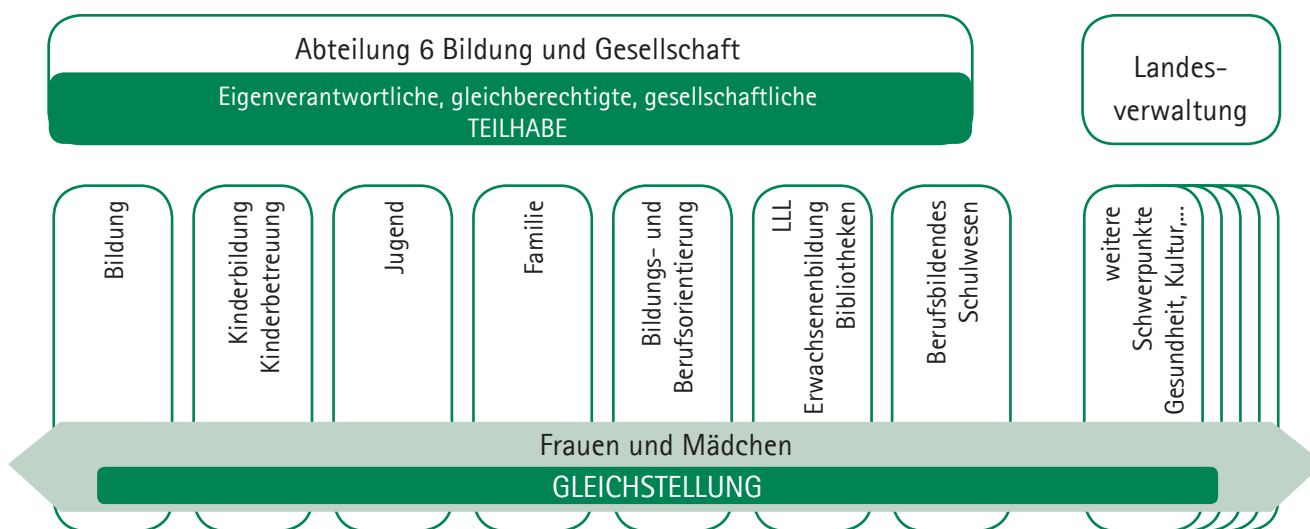 Abteilung 6 Bildung und Gesellschaft
Eigenverantwortliche, gleichberechtigte, gesellschaftliche
TEILHABE
Landes-
verwaltung
Bildung
Kinderbildung
Kinderbetreuung
Jugend
Familie
Bildungs- und
Berufsorientierung
LLL
Erwachsenenbildung
Bibliotheken
Berufsbildendes
Schulwesen
weitere
Schwerpunkte
Gesundheit, Kultur,...
Frauen und Mädchen
GLEICHSTELLUNG